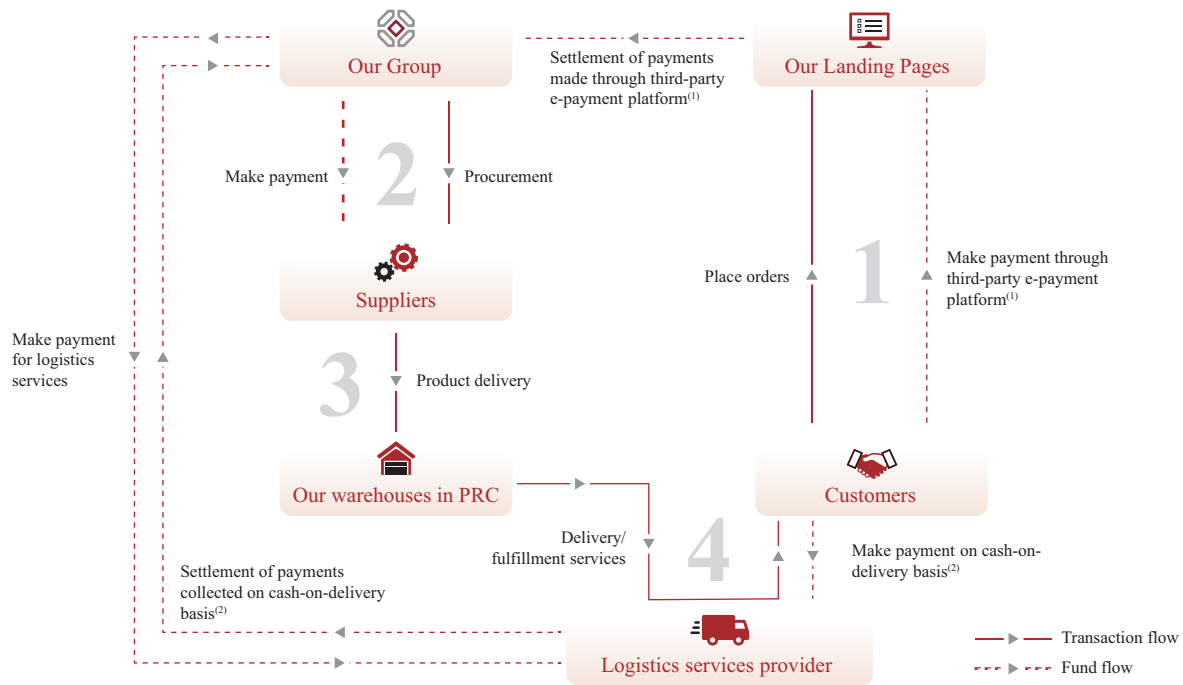 Our Group
Settlement of payments
made through third-party
e-payment platform(1)
Our Landing Pages
Make payment
2
Procurement
Suppliers
Place orders
1
Make payment through
third-party e-payment
platform(1)
Make payment
for logistics
services
3
Product delivery
Our warehouses in PRC
Customers
Delivery/
fulfillment services
4
Make payment on cash-on-
delivery basis(2)
Settlement of payments
collected on cash-on-delivery
basis(2)
Logistics services provider
Transaction flow
Fund flow